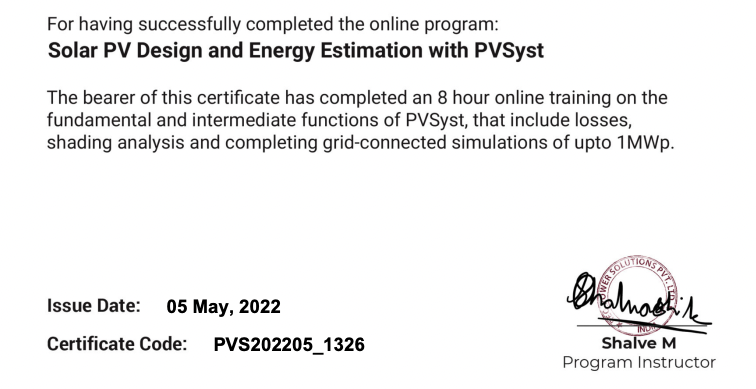 For having successfully completed the online program:
Solar PV Design and Energy Estimation with PVSyst
The bearer of this certificate has completed an 8 hour online training on the
fundamental and intermediate functions of PVSyst, that include losses,
shading analysis and completing grid-connected simulations of upto 1MWp.
Issue Date: 05 May, 2022
Certificate Code: PVS202205_1326
POWER SOLUTIONS PVT. LTD
INDIA
Shalve M
Program Instructor